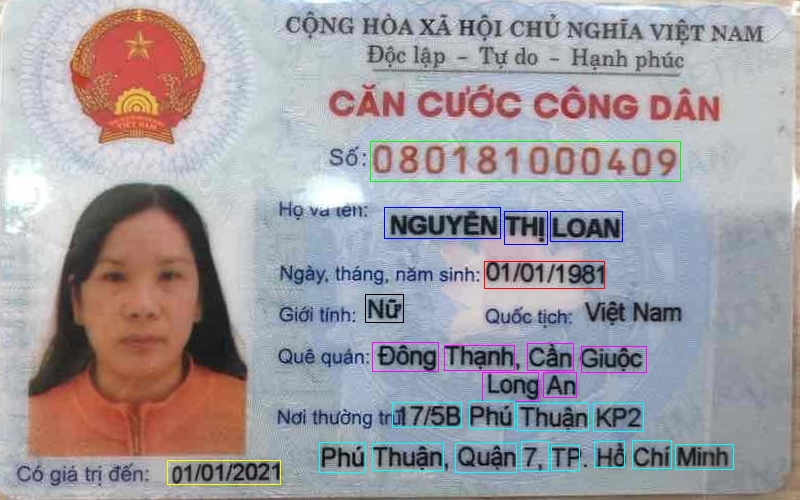 CỘNG HÒA XÃ HỘI CHỦ NGHĨA VIỆT NAM
Độc lập - Tự do - Hạnh phúc
CĂN CƯỚC CÔNG DÂN
Số: 080181000409
Họ và tên: NGUYỄN THỊ LOAN
Ngày, tháng, năm sinh: 01/01/1981
Giới tính: Nữ Quốc tịch: Việt Nam
Quê quán: Đông Thạnh, Cần Giuộc
Long An
Nơi thường trú: 17/5B Phú Thuận KP2
Phú Thuận, Quận 7, TP. Hồ Chí Minh
Có giá trị đến: 01/01/2021